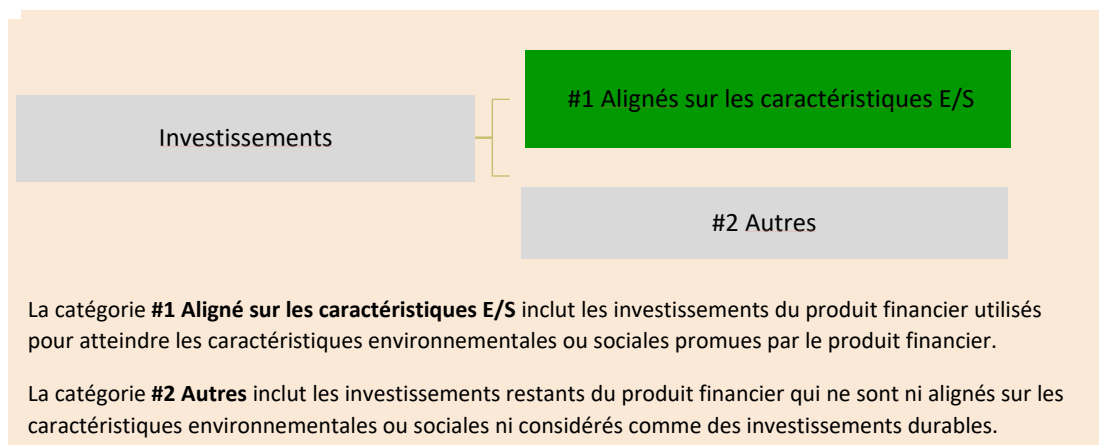 #1 Alignés sur les caractéristiques E/S
Investissements
#2 Autres
La catégorie #1 Aligné sur les caractéristiques E/S inclut les investissements du produit financier utilisés
pour atteindre les caractéristiques environnementales ou sociales promues par le produit financier.
La catégorie #2 Autres inclut les investissements restants du produit financier qui ne sont ni alignés sur les
caractéristiques environnementales ou sociales ni considérés comme des investissements durables.